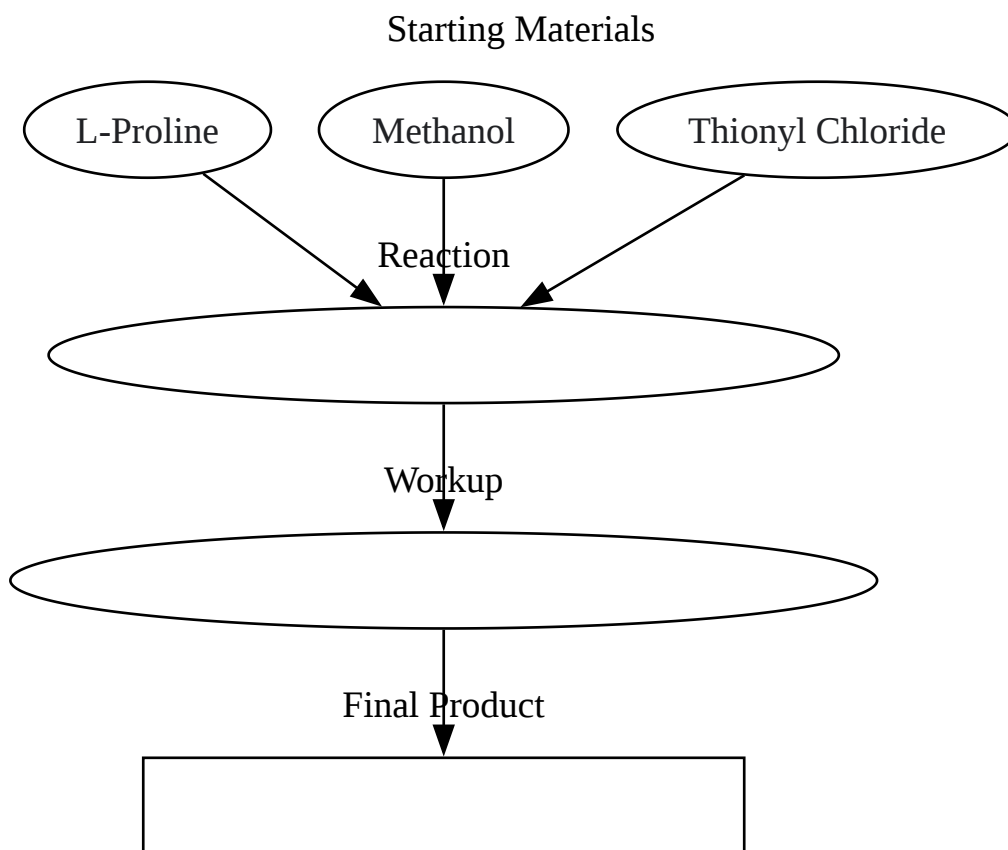 Starting Materials
L-Proline
Methanol
Thionyl Chloride
Reaction
Workup
Final Product